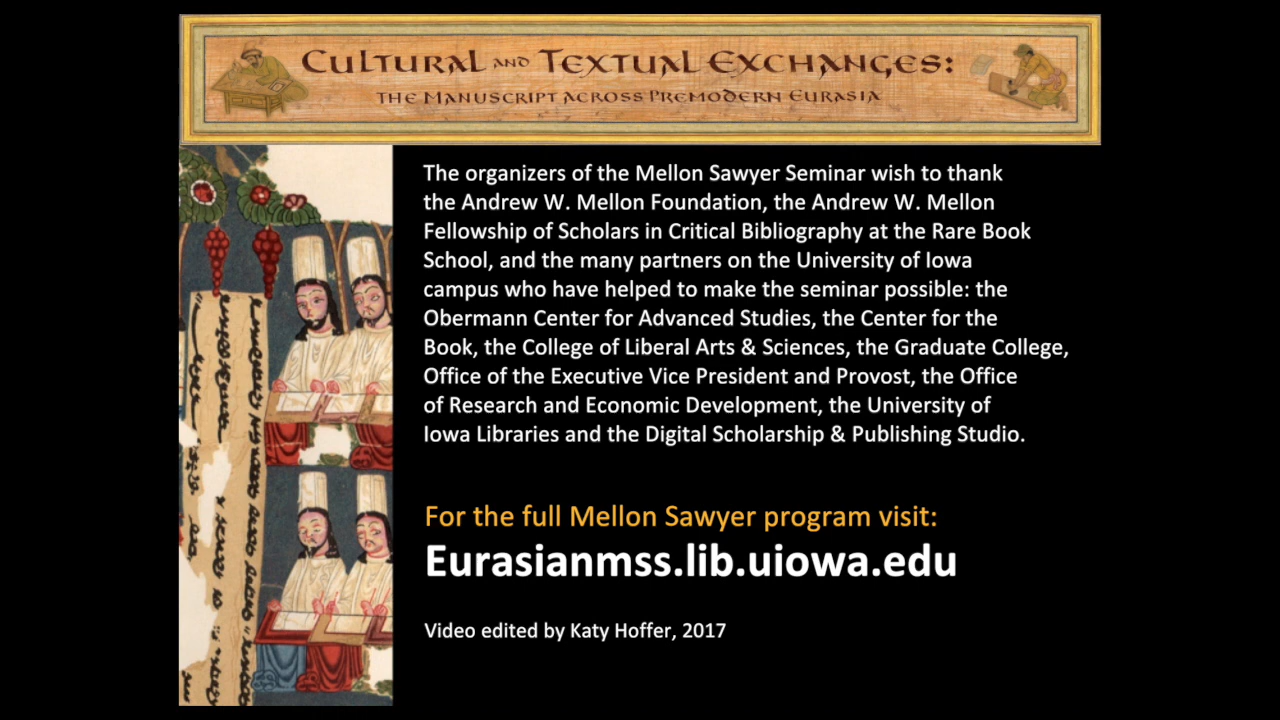 CULTURAL AND TEXTUAL EXCHANGES:
THE MANUSCRIPT ACROSS PREMODERN EURASIA
The organizers of the Mellon Sawyer Seminar wish to thank
the Andrew W. Mellon Foundation, the Andrew W. Mellon
Fellowship of Scholars in Critical Bibliography at the Rare Book
School, and the many partners on the University of Iowa
campus who have helped to make the seminar possible: the
Obermann Center for Advanced Studies, the Center for the
Book, the College of Liberal Arts & Sciences, the Graduate College,
Office of the Executive Vice President and Provost, the Office
of Research and Economic Development, the University of
Iowa Libraries and the Digital Scholarship & Publishing Studio.
For the full Mellon Sawyer program visit:
Eurasianmss.lib.uiowa.edu
Video edited by Katy Hoffer, 2017